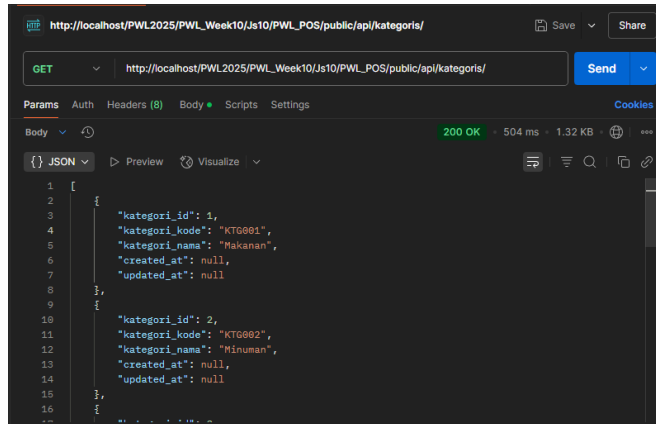 HTTP http://localhost/PWL2025/PWL_Week10/Js10/PWL_POS/public/api/kategoris/ Save Share
GET http://localhost/PWL2025/PWL_Week10/Js10/PWL_POS/public/api/kategoris/ Send
Params Auth Headers (8) Body Scripts Settings Cookies
Body 200 OK 504 ms 1.32 KB
{} JSON Preview Visualize
1 [
2 {
3 "kategori_id": 1,
4 "kategori_kode": "KTG001",
5 "kategori_nama": "Makanan",
6 "created_at": null,
7 "updated_at": null
8 },
9 {
10 "kategori_id": 2,
11 "kategori_kode": "KTG002",
12 "kategori_nama": "Minuman",
13 "created_at": null,
14 "updated_at": null
15 },
16 {